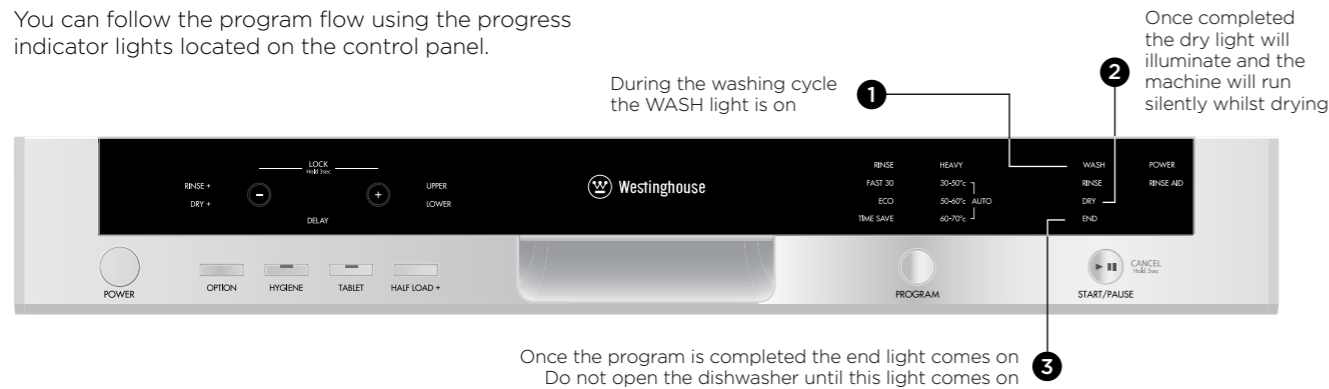 You can follow the program flow using the progress
indicator lights located on the control panel.
During the washing cycle
the WASH light is on
1
Once completed
the dry light will
illuminate and the
machine will run
silently whilst drying
2
RINSE +
DRY +
LOCK
Hold 3sec
-
+
DELAY
UPPER
LOWER
W Westinghouse
RINSE
FAST 30
ECO
TIME SAVE
HEAVY
30-50°c
50-60°c AUTO
60-70°c
WASH
RINSE
DRY
END
POWER
RINSE AID
POWER
OPTION
HYGIENE
TABLET
HALF LOAD +
PROGRAM
START/PAUSE
CANCEL
Hold 3sec
Once the program is completed the end light comes on
Do not open the dishwasher until this light comes on
3